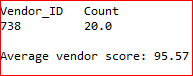 Vendor_ID Count
738 20.0
Average vendor score: 95.57